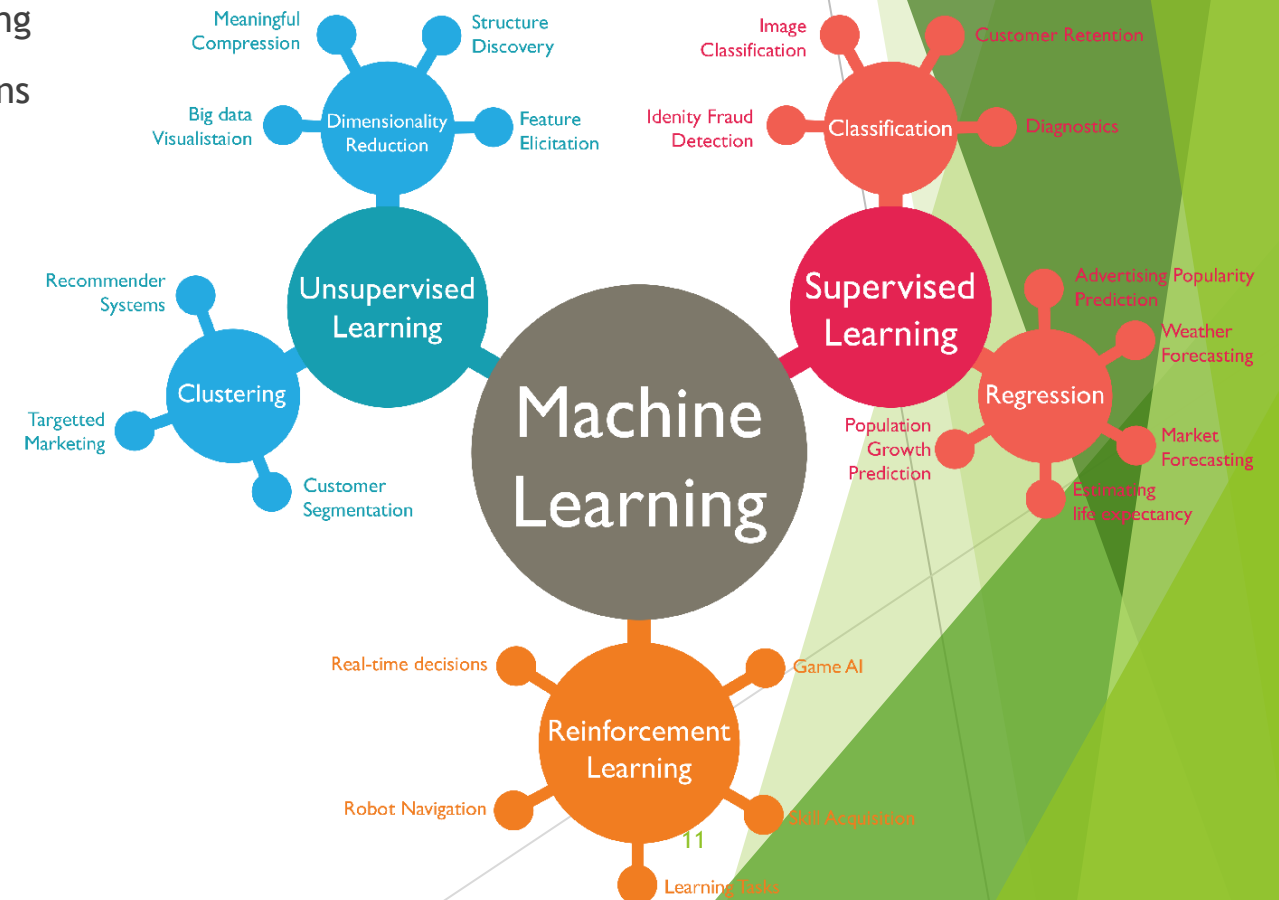 ng
ms
Meaningful
Compression
Structure
Discovery
Big data
Visualistaion
Dimensionality
Reduction
Feature
Elicitation
Image
Classification
Customer Retention
Idenity Fraud
Detection
Classification
Diagnostics
Unsupervised
Learning
Supervised
Learning
Recommender
Systems
Clustering
Targetted
Marketing
Customer
Segmentation
Machine
Learning
Advertising Popularity
Prediction
Weather
Forecasting
Regression
Population
Growth
Prediction
Market
Forecasting
Estimating
life expectancy
Real-time decisions
Game AI
Reinforcement
Learning
Robot Navigation
Skill Acquisition
11
Learning Tasks